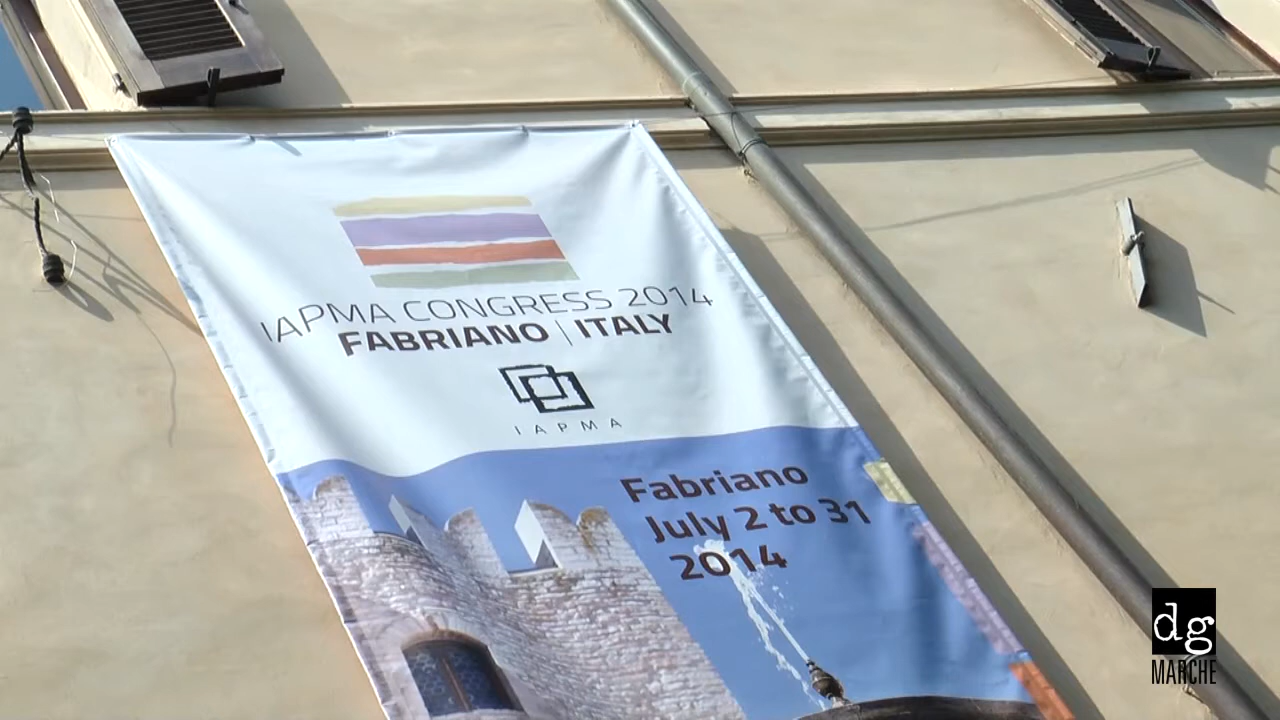 IAPMA CONGRESS 2014
FABRIANO | ITALY
IAPMA
Fabriano
July 2 to 31
2014
dg
MARCHE